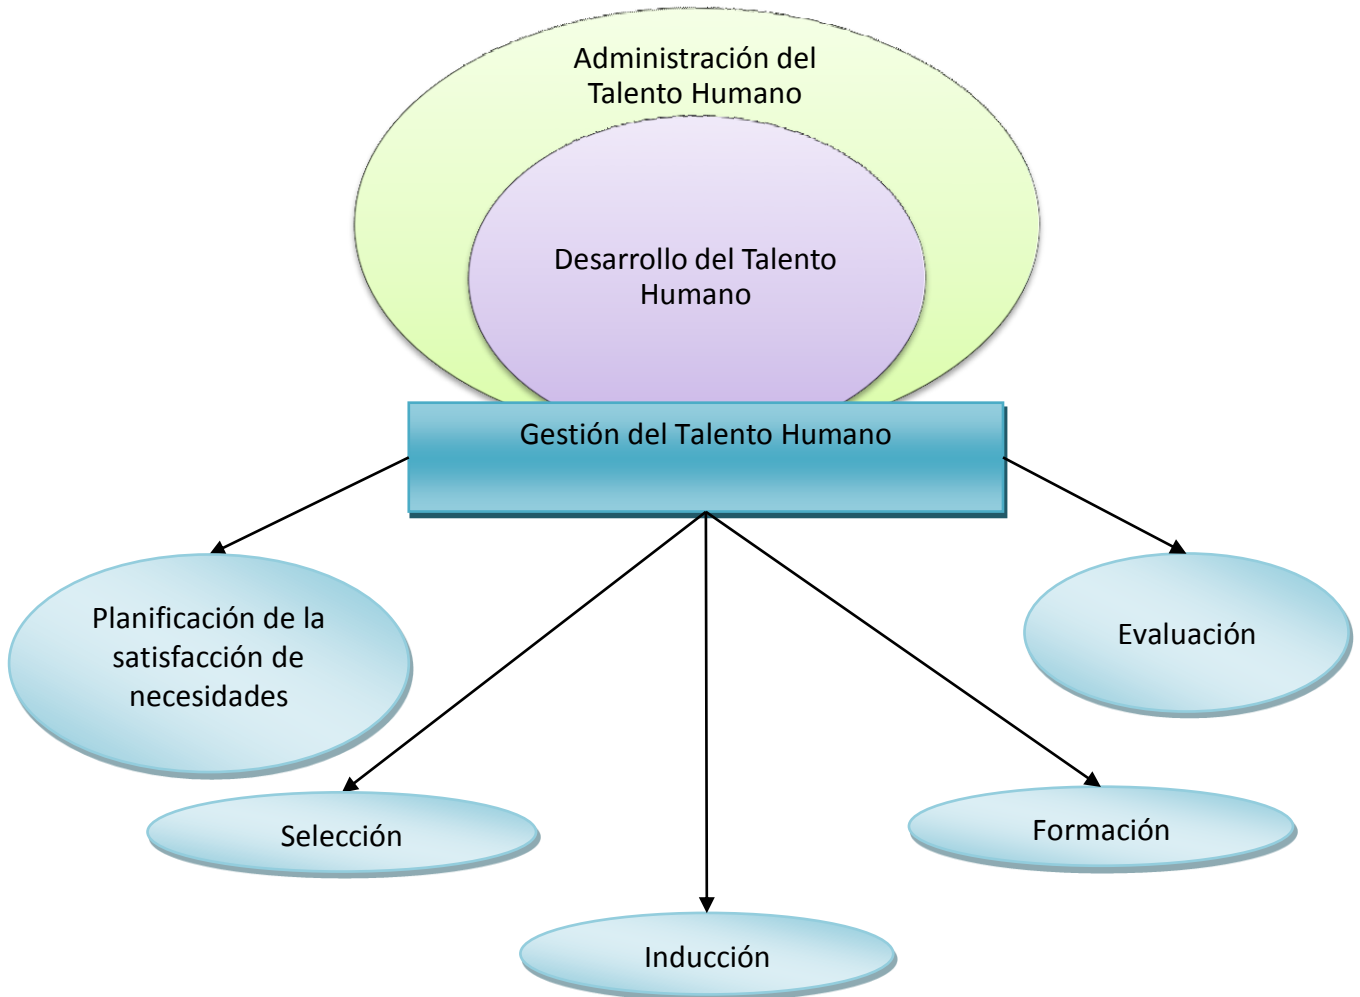 Administración del
Talento Humano
Desarrollo del Talento
Humano
Gestión del Talento Humano
Planificación de la
satisfacción de
necesidades
Evaluación
Selección
Formación
Inducción